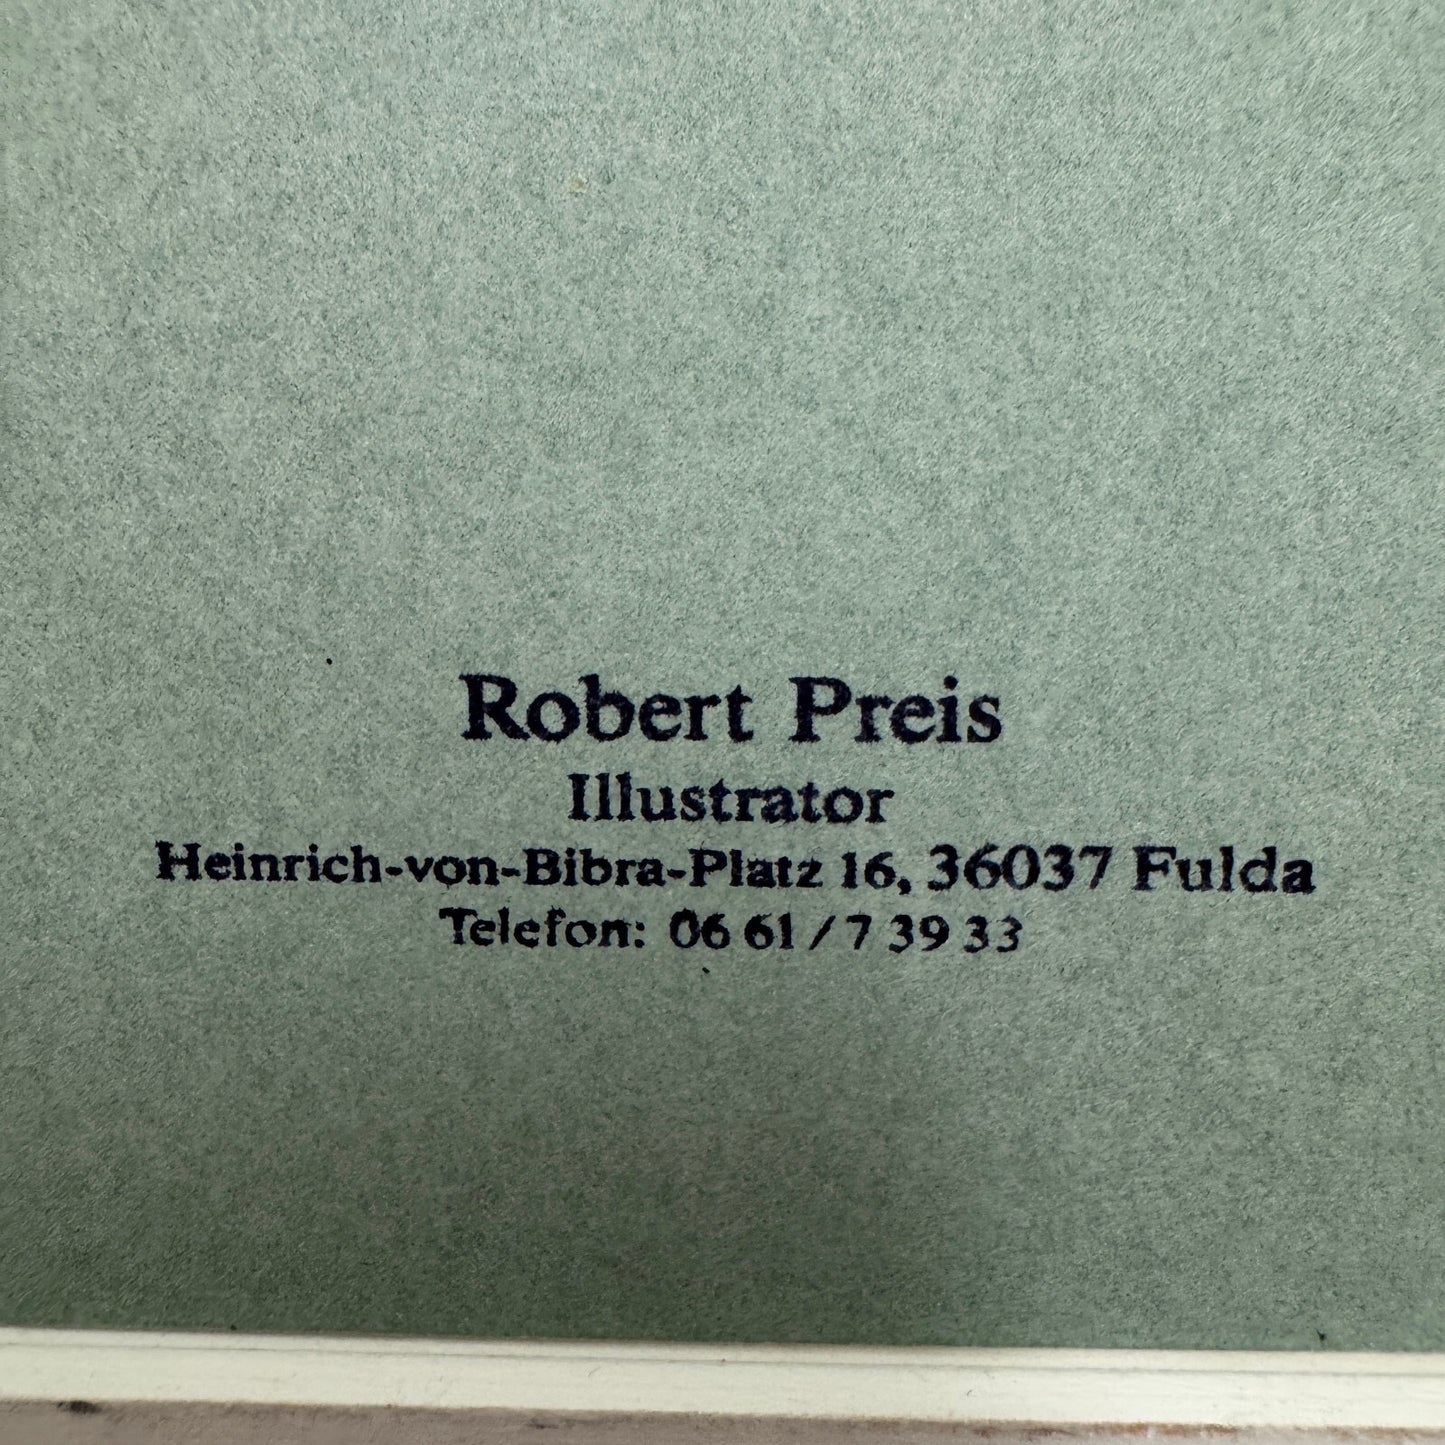 Robert Preis
Illustrator
Heinrich-von-Bibra-Platz 16, 36037 Fulda
Telefon: 06 61 / 7 39 33